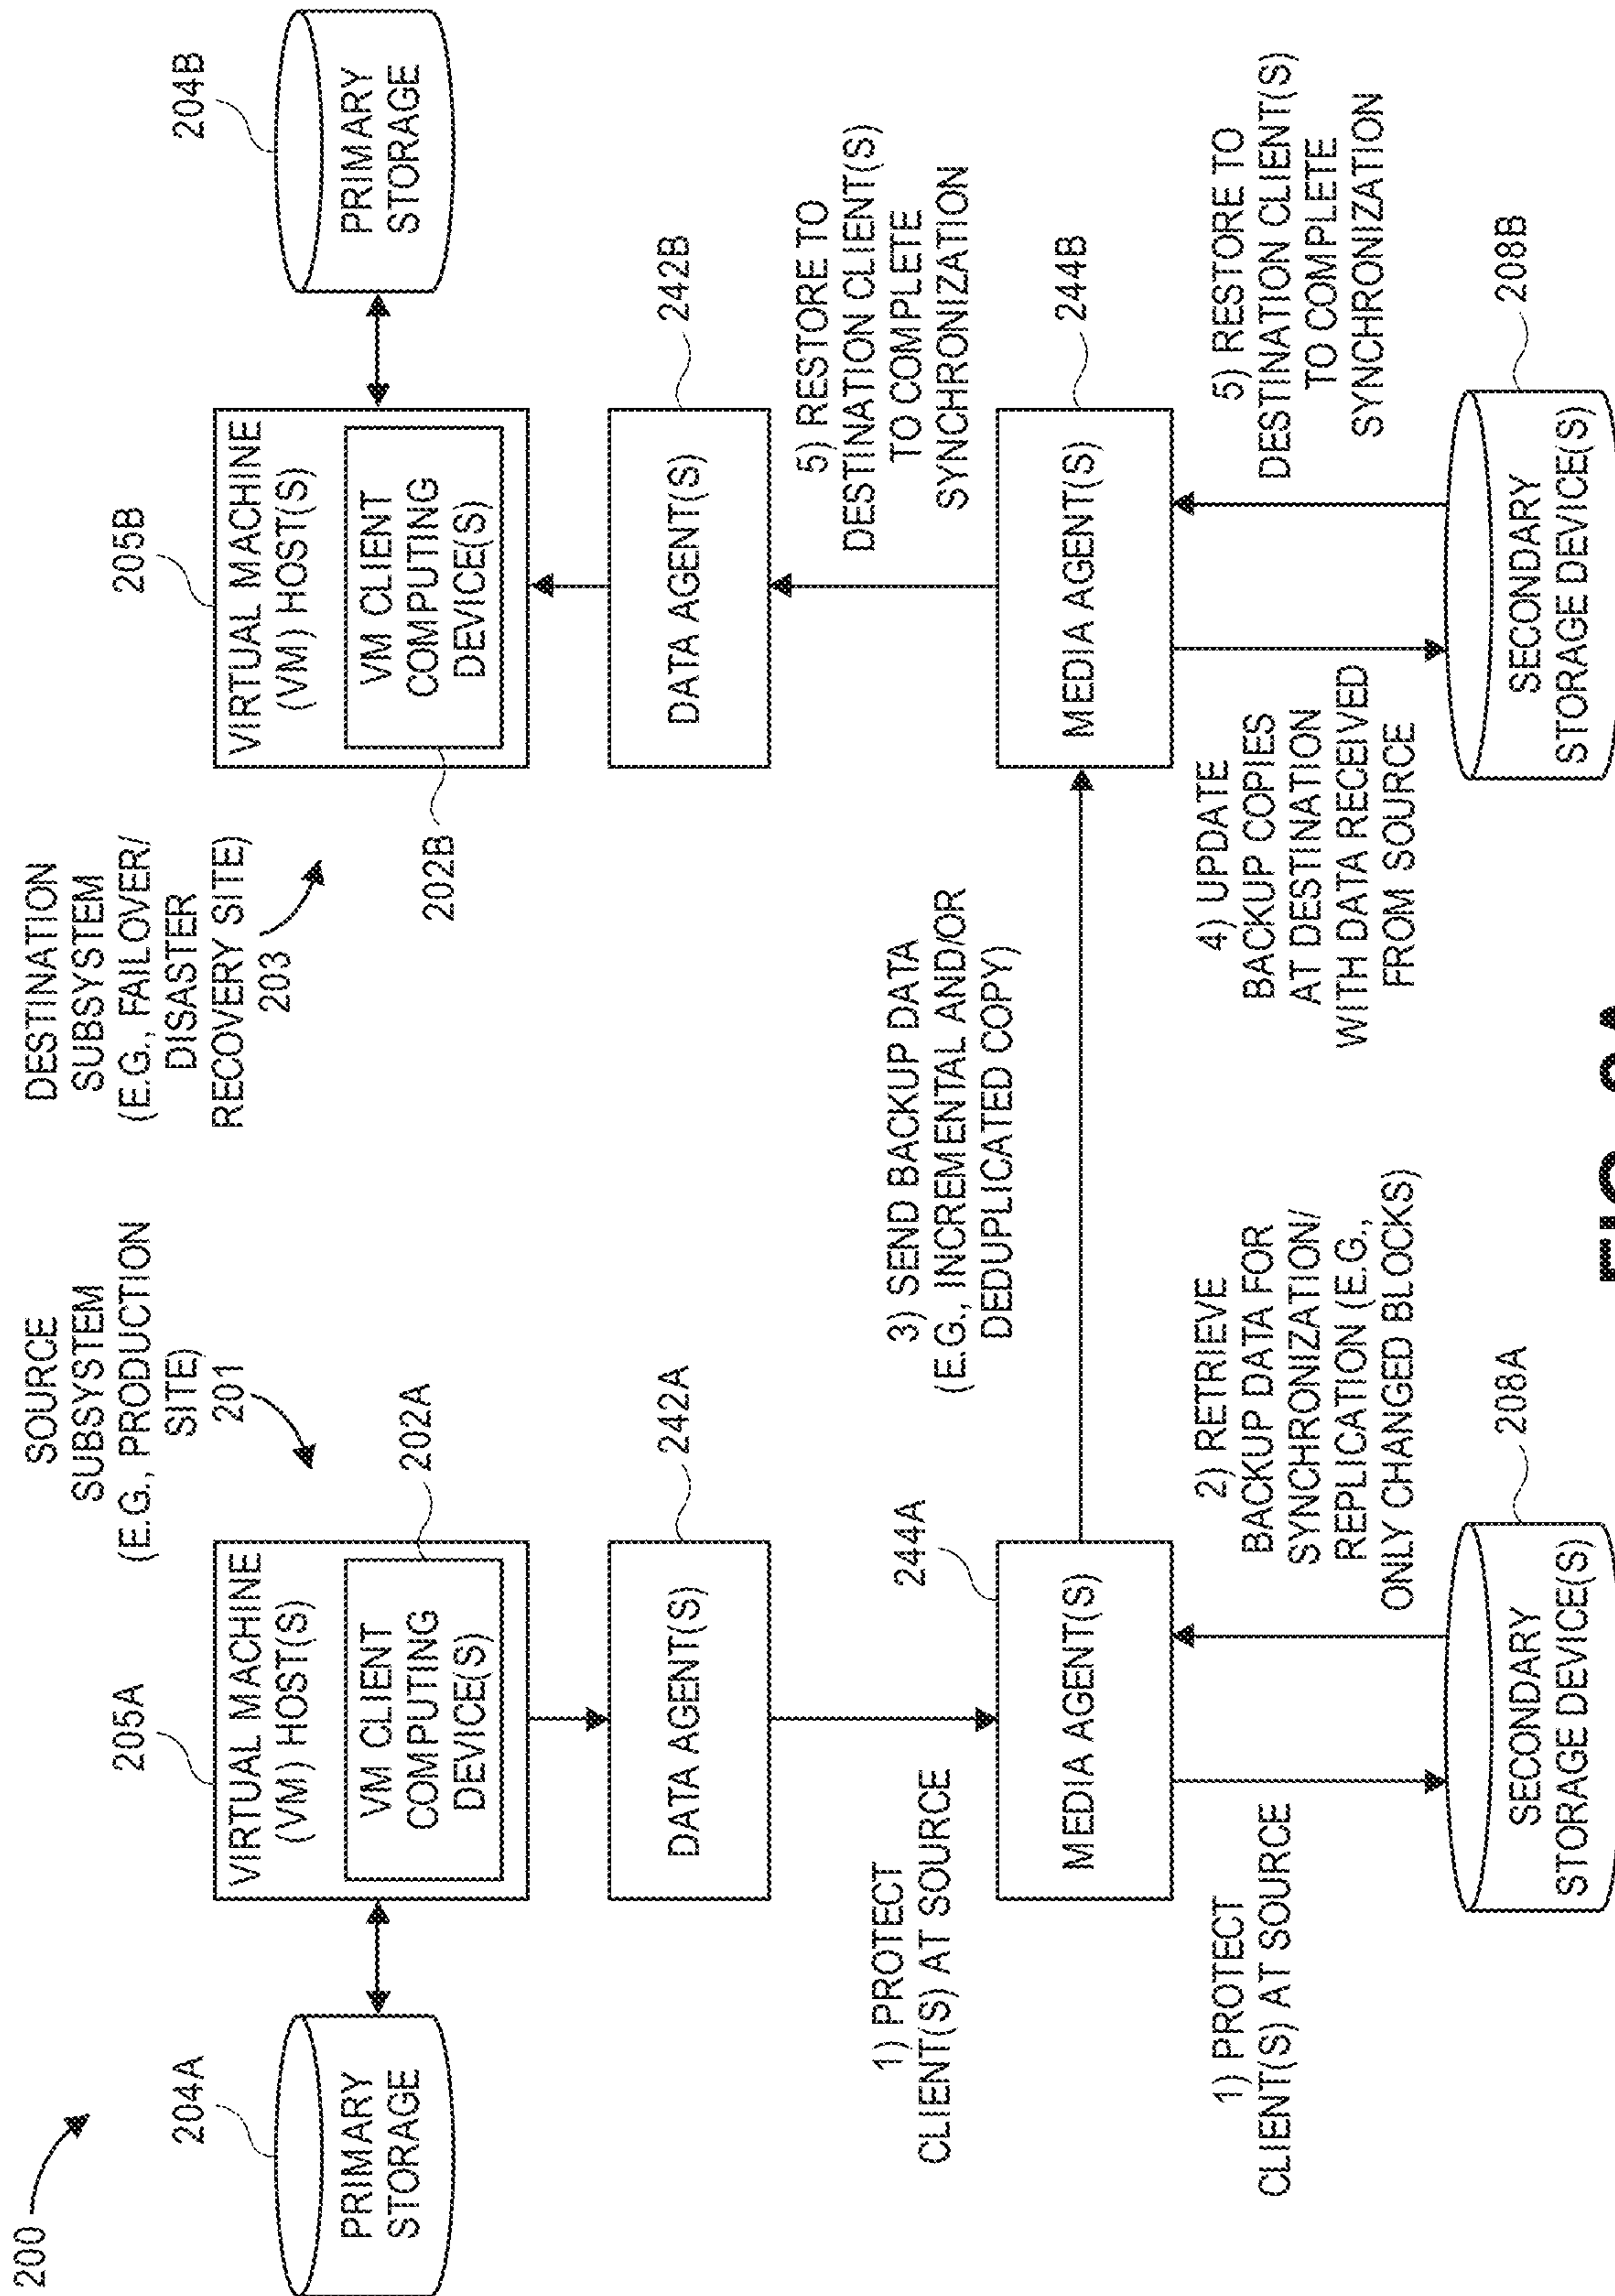 200
SOURCE
SUBSYSTEM
(E.G., PRODUCTION
SITE)
201
DESTINATION
SUBSYSTEM
(E.G., FAILOVER/
DISASTER
RECOVERY SITE)
203
204A
PRIMARY
STORAGE
205A
VIRTUAL MACHINE
(VM) HOST(S)
VM CLIENT
COMPUTING
DEVICE(S)
202A
205B
VIRTUAL MACHINE
(VM) HOST(S)
VM CLIENT
COMPUTING
DEVICE(S)
202B
204B
PRIMARY
STORAGE
DATA AGENT(S)
242A
DATA AGENT(S)
242B
1) PROTECT
CLIENT(S) AT SOURCE
244A
3) SEND BACKUP DATA
(E.G., INCREMENTAL AND/OR
DEDUPLICATED COPY)
5) RESTORE TO
DESTINATION CLIENT(S)
TO COMPLETE
SYNCHRONIZATION
MEDIA AGENT(S)
MEDIA AGENT(S)
244B
1) PROTECT
CLIENT(S) AT SOURCE
2) RETRIEVE
BACKUP DATA FOR
SYNCHRONIZATION/
REPLICATION (E.G.,
ONLY CHANGED BLOCKS)
4) UPDATE
BACKUP COPIES
AT DESTINATION
WITH DATA RECEIVED
FROM SOURCE
5) RESTORE TO
DESTINATION CLIENT(S)
TO COMPLETE
SYNCHRONIZATION
SECONDARY
STORAGE DEVICE(S)
208A
SECONDARY
STORAGE DEVICE(S)
208B